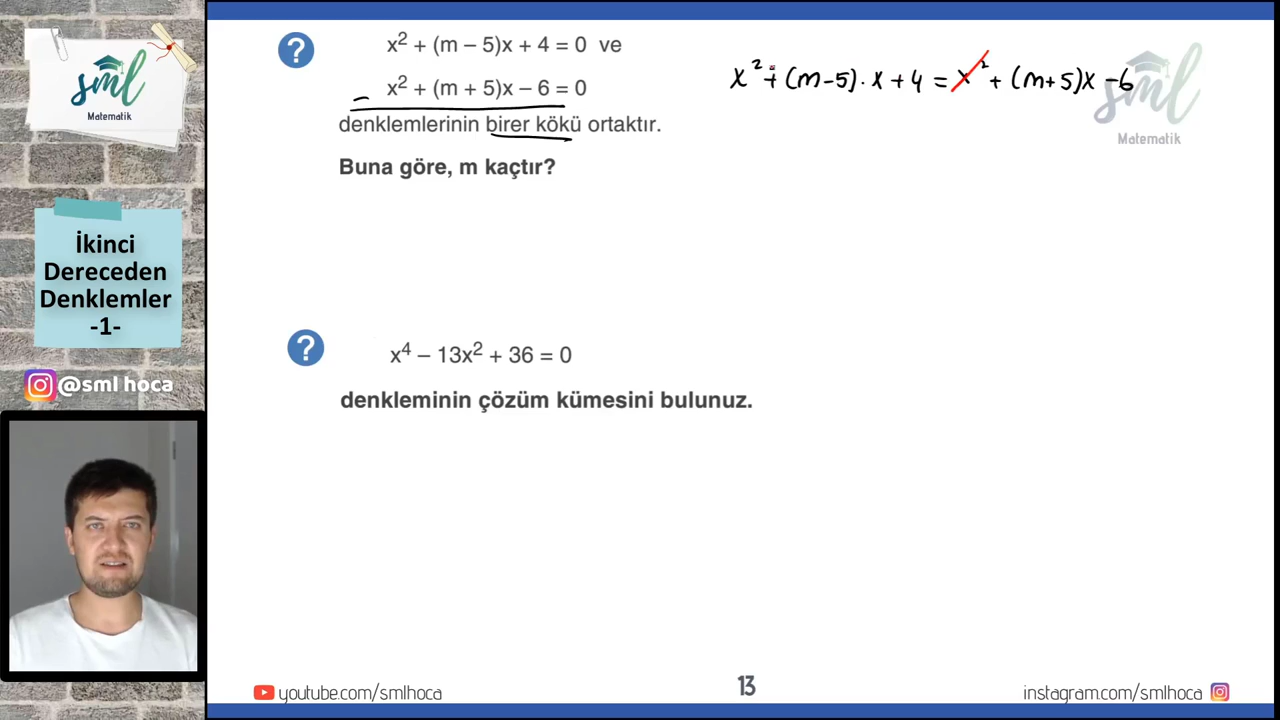 sml
Matematik
İkinci
Dereceden
Denklemler
-1-
@sml hoca
?
x² + (m − 5)x + 4 = 0 ve
x² + (m + 5)x − 6 = 0
denklemlerinin birer kökü ortaktır.
Buna göre, m kaçtır?
x² + (m-5) · x + 4 = x² + (m+5)x -6
sml
Matematik
?
x⁴ − 13x² + 36 = 0
denkleminin çözüm kümesini bulunuz.
youtube.com/smlhoca
13
instagram.com/smlhoca